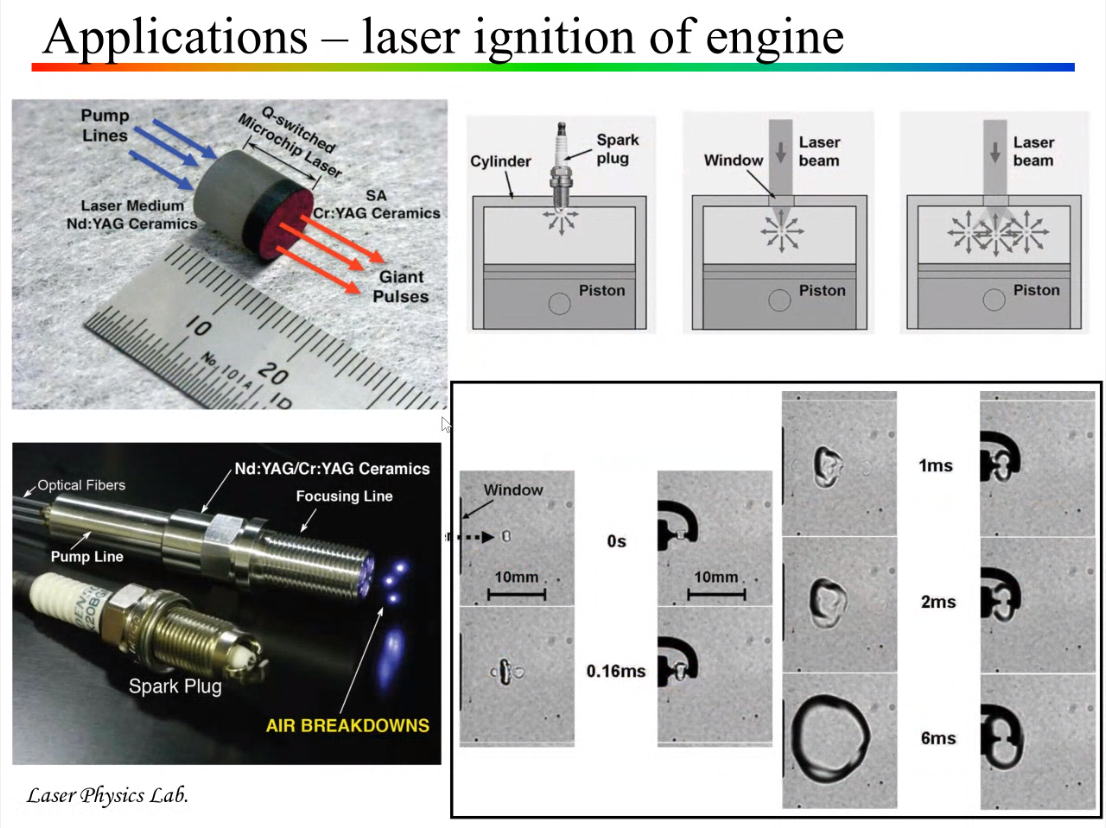 Applications – laser ignition of engine
Pump
Lines
Q-switched
Microchip Laser
Laser Medium
Nd:YAG Ceramics
SA
Cr:YAG Ceramics
Giant
Pulses
10
20
No. 101A
Cylinder
Spark
plug
Piston
Window
Laser
beam
Piston
Laser
beam
Piston
Optical Fibers
Nd:YAG/Cr:YAG Ceramics
Focusing Line
Pump Line
Spark Plug
AIR BREAKDOWNS
Window
0s
10mm
10mm
0.16ms
1ms
2ms
6ms
Laser Physics Lab.